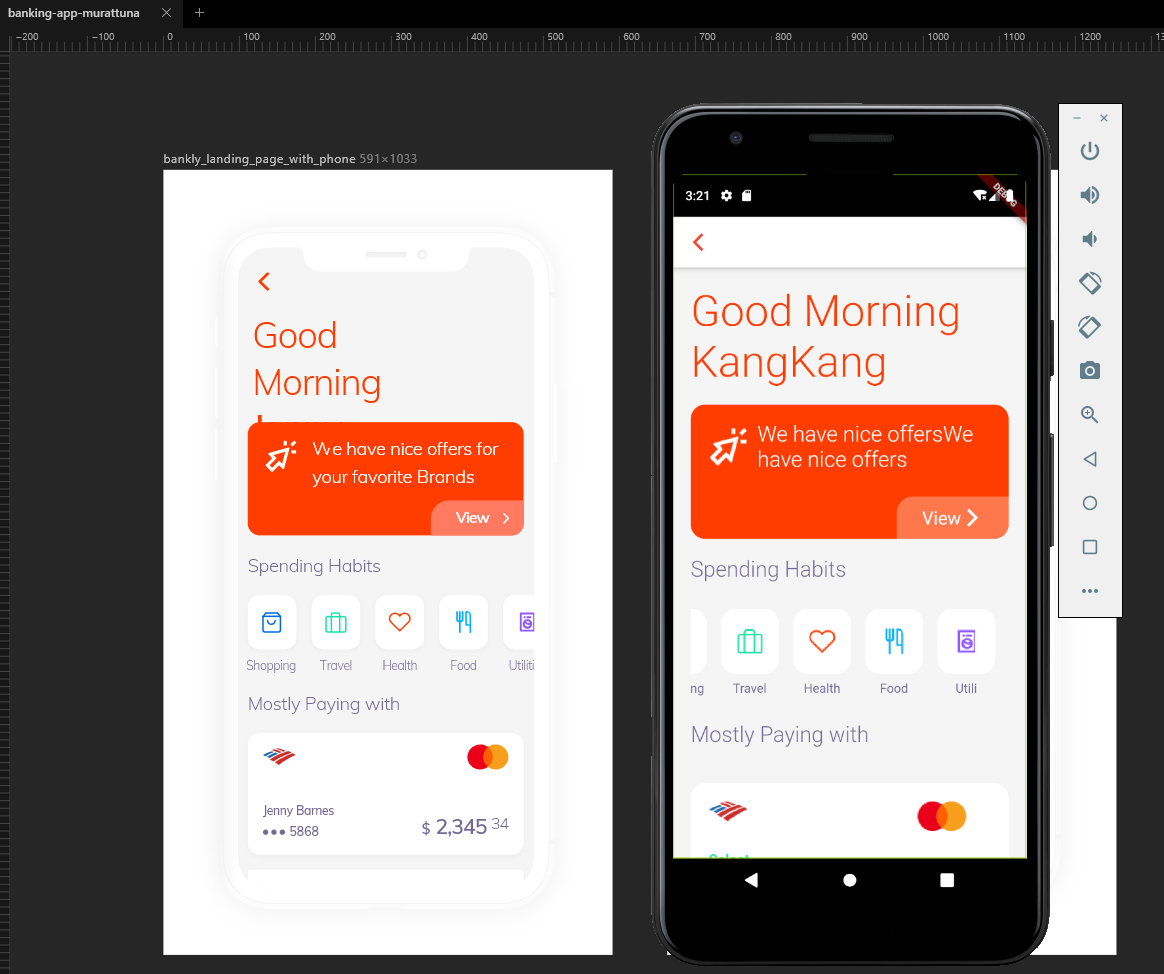 banking-app-murattuna
-200 -100 0 100 200 300 400 500 600 700 800 900 1000 1100 1200
bankly_landing_page_with_phone 591×1033
Good
Morning
We have nice offers for
your favorite Brands
View
Spending Habits
Shopping Travel Health Food Utiliti
Mostly Paying with
Jenny Barnes
5868
$ 2,345 34
3:21
DEBUG
Good Morning
KangKang
We have nice offersWe
have nice offers
View
Spending Habits
ng Travel Health Food Utili
Mostly Paying with